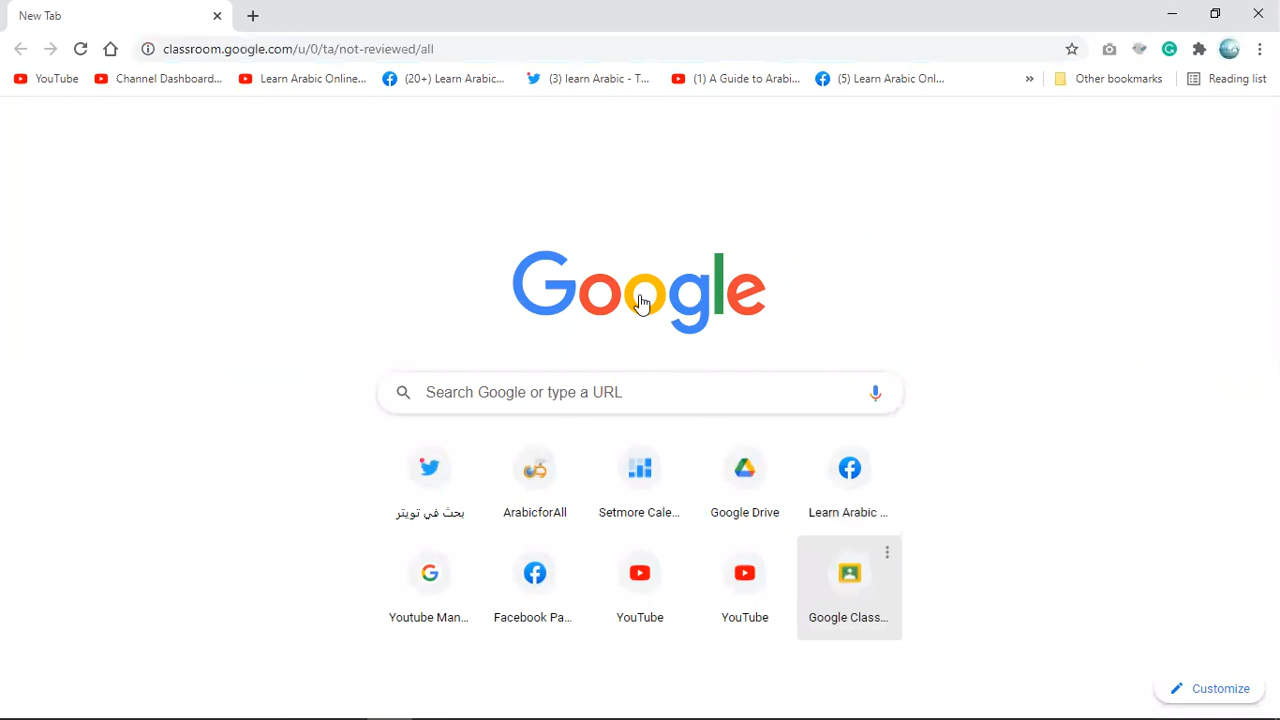 New Tab
classroom.google.com/u/0/ta/not-reviewed/all
YouTube Channel Dashboard... Learn Arabic Online... (20+) Learn Arabic... (3) learn Arabic - T... (1) A Guide to Arabi... (5) Learn Arabic Onl... » Other bookmarks Reading list
Google
Search Google or type a URL
بحث في تويتر ArabicforAll Setmore Cale... Google Drive Learn Arabic ...
Youtube Man... Facebook Pa... YouTube YouTube Google Class...
Customize